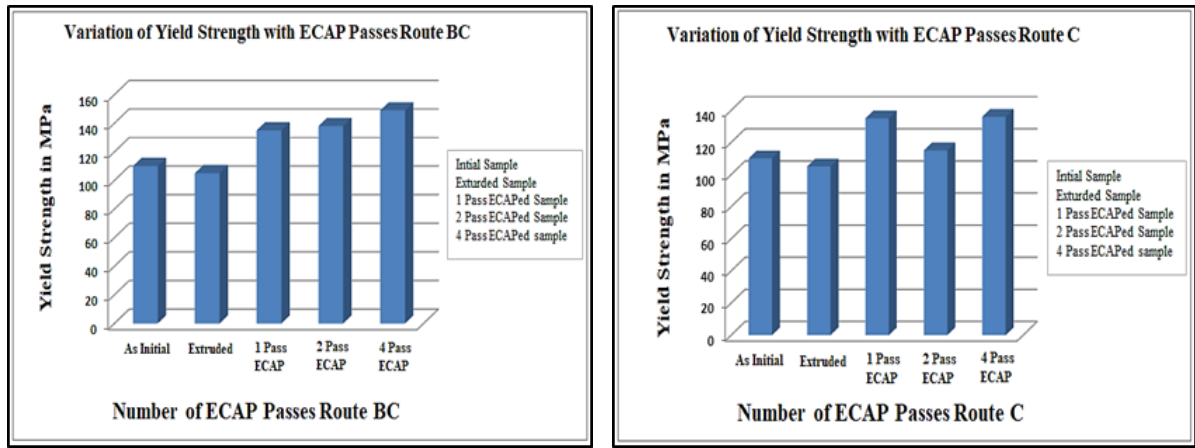 Variation of Yield Strength with ECAP Passes Route BC
Yield Strength in MPa
160
140
120
100
80
60
40
20
0
As Initial
Extruded
1 Pass
ECAP
2 Pass
ECAP
4 Pass
ECAP
Intial Sample
Exturded Sample
1 Pass ECAPed Sample
2 Pass ECAPed Sample
4 Pass ECAPed sample
Number of ECAP Passes Route BC
Variation of Yield Strength with ECAP Passes Route C
Yield Strength in MPa
140
120
100
80
60
40
20
0
As Initial
Extruded
1 Pass
ECAP
2 Pass
ECAP
4 Pass
ECAP
Intial Sample
Exturded Sample
1 Pass ECAPed Sample
2 Pass ECAPed Sample
4 Pass ECAPed sample
Number of ECAP Passes Route C